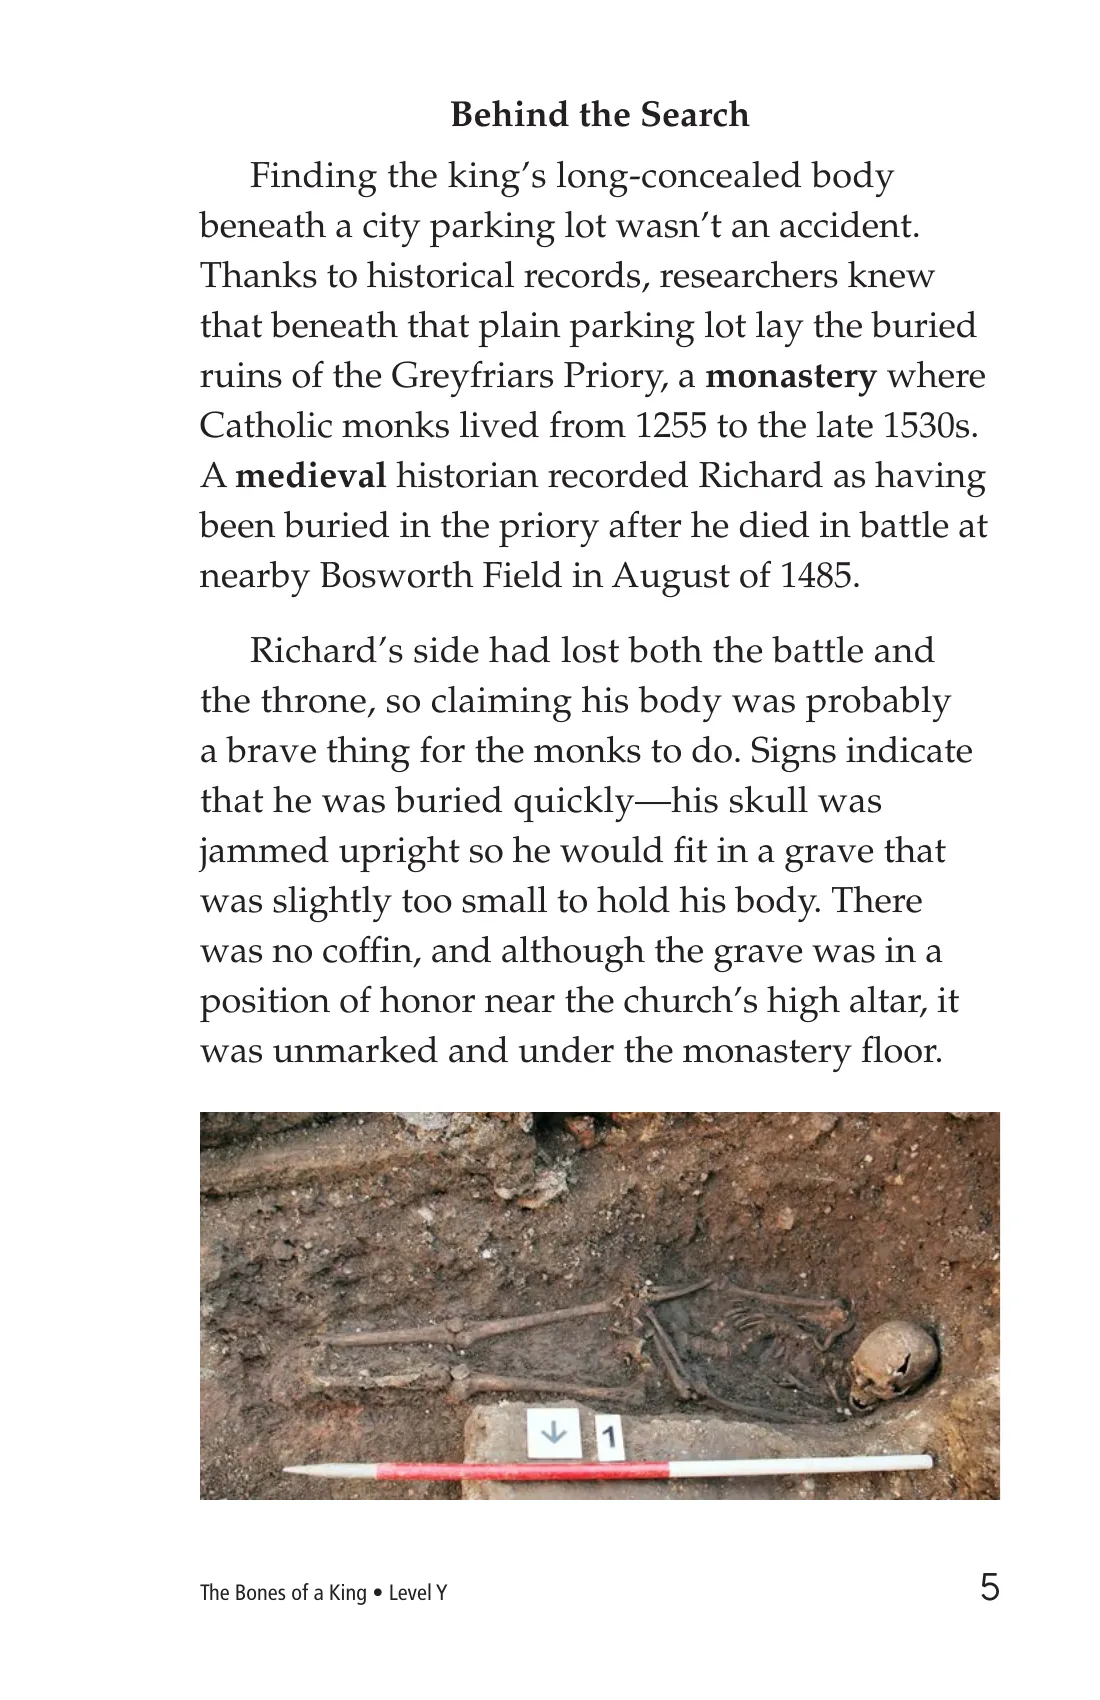 Behind the Search
Finding the king’s long-concealed body
beneath a city parking lot wasn’t an accident.
Thanks to historical records, researchers knew
that beneath that plain parking lot lay the buried
ruins of the Greyfriars Priory, a monastery where
Catholic monks lived from 1255 to the late 1530s.
A medieval historian recorded Richard as having
been buried in the priory after he died in battle at
nearby Bosworth Field in August of 1485.
Richard’s side had lost both the battle and
the throne, so claiming his body was probably
a brave thing for the monks to do. Signs indicate
that he was buried quickly—his skull was
jammed upright so he would fit in a grave that
was slightly too small to hold his body. There
was no coffin, and although the grave was in a
position of honor near the church’s high altar, it
was unmarked and under the monastery floor.
1
The Bones of a King • Level Y
5